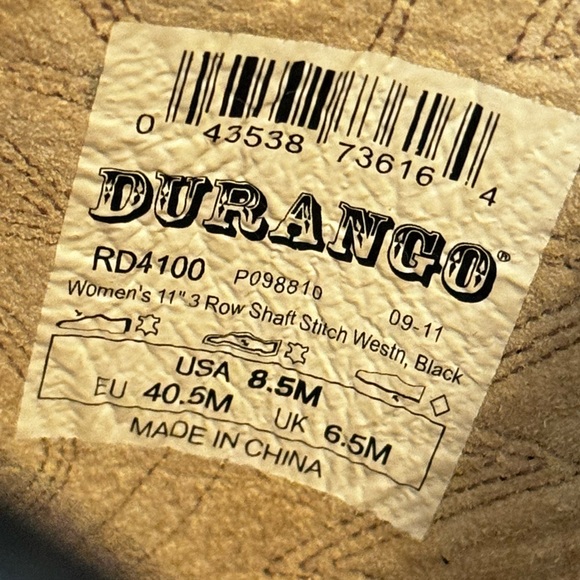 0 43538 73616 4
DURANGO®
RD4100 P098810 09-11
Women's 11" 3 Row Shaft Stitch Westn, Black
USA 8.5M
EU 40.5M UK 6.5M
MADE IN CHINA